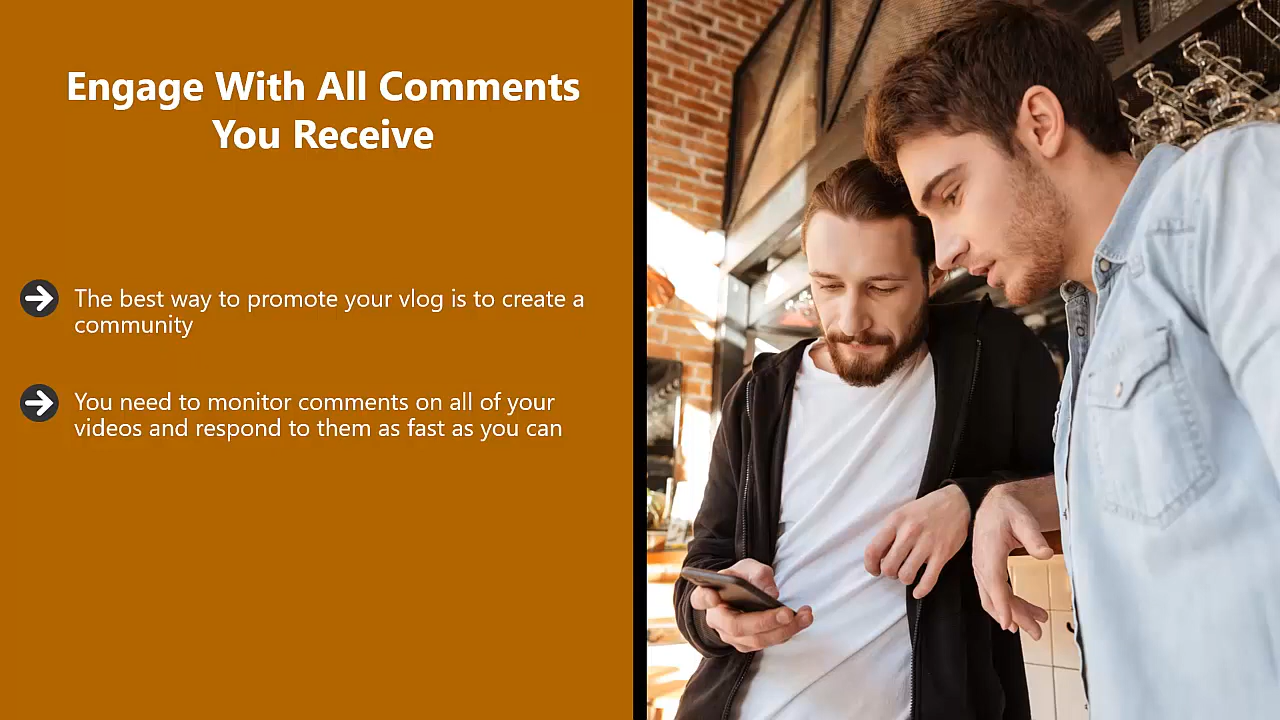 Engage With All Comments
You Receive
The best way to promote your vlog is to create a
community
You need to monitor comments on all of your
videos and respond to them as fast as you can